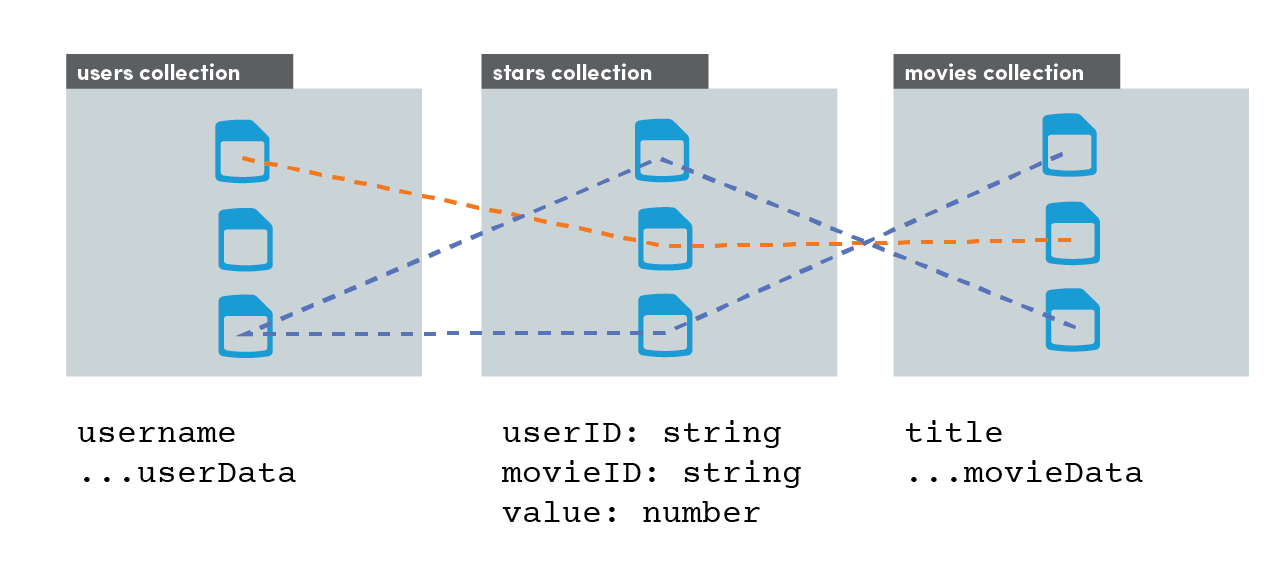 users collection
stars collection
movies collection
username
...userData
userID: string
movieID: string
value: number
title
...movieData